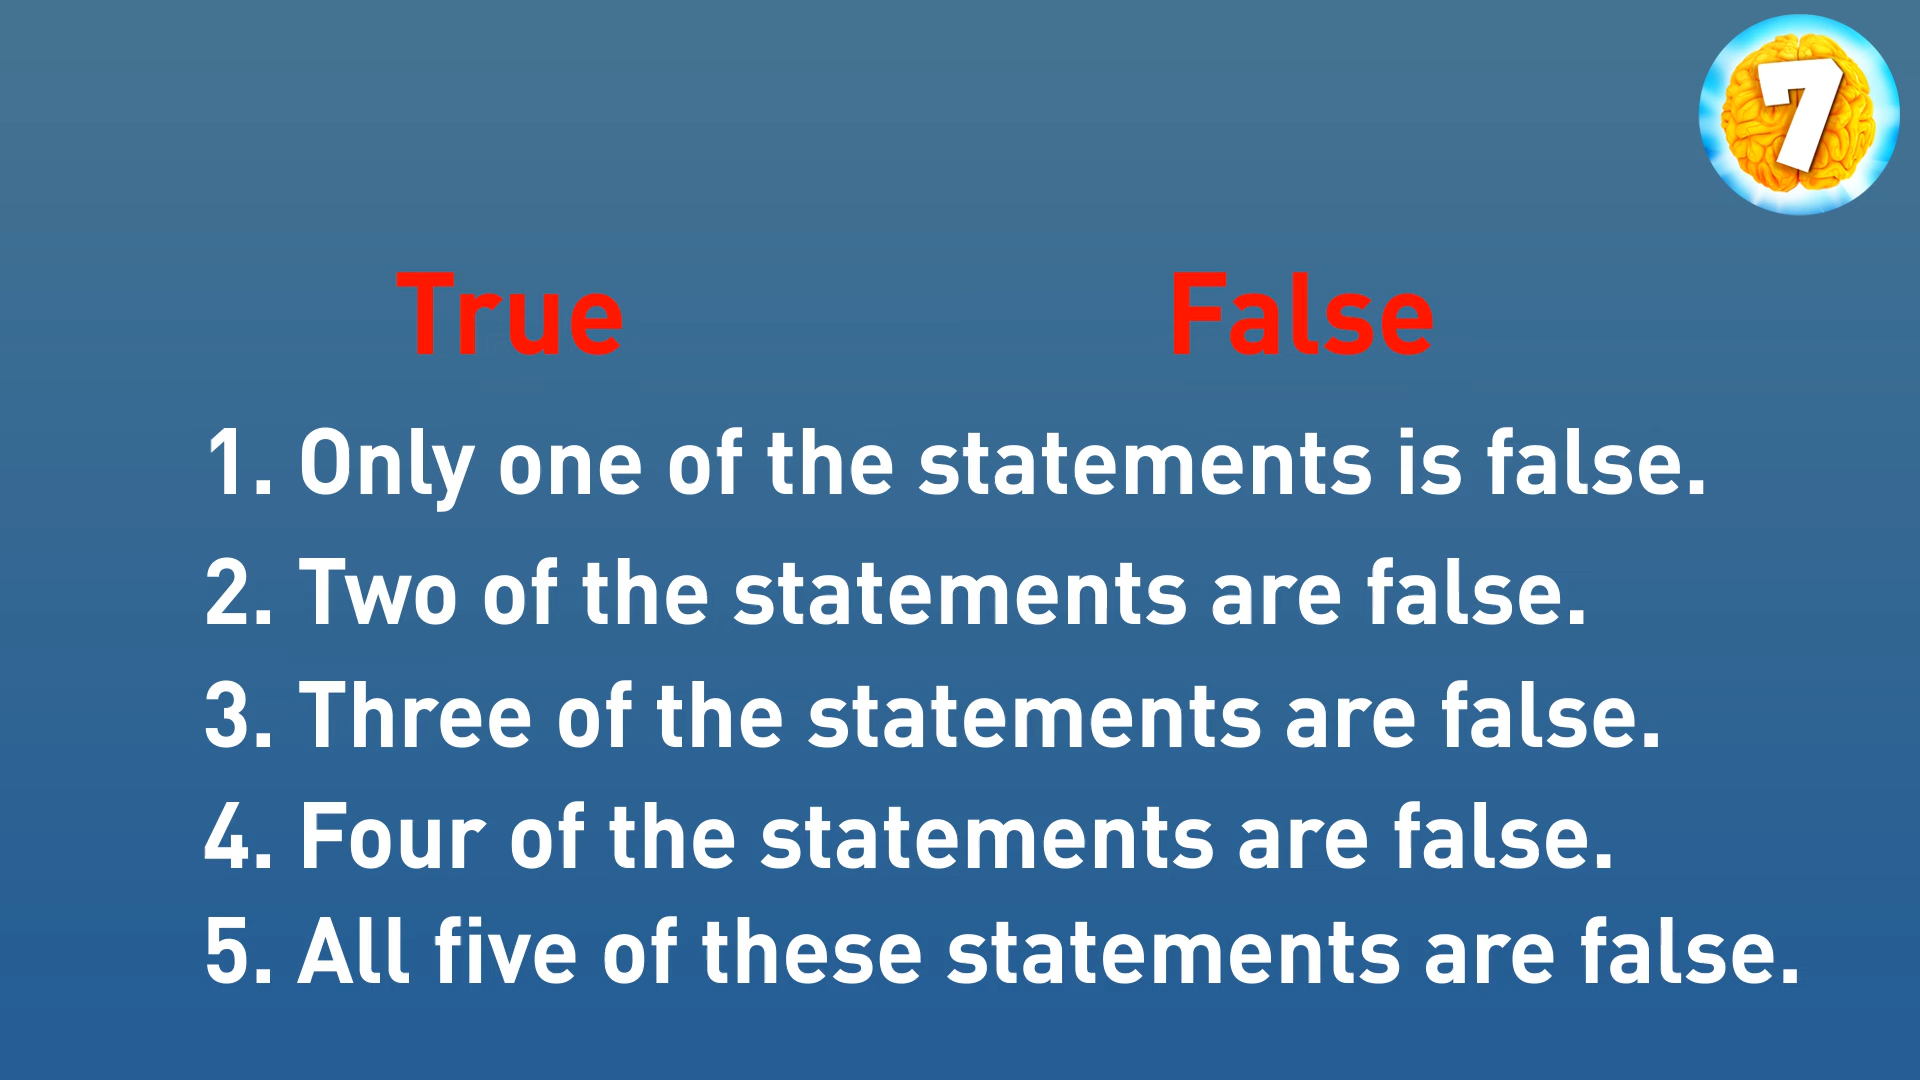 7
True False
1. Only one of the statements is false.
2. Two of the statements are false.
3. Three of the statements are false.
4. Four of the statements are false.
5. All five of these statements are false.